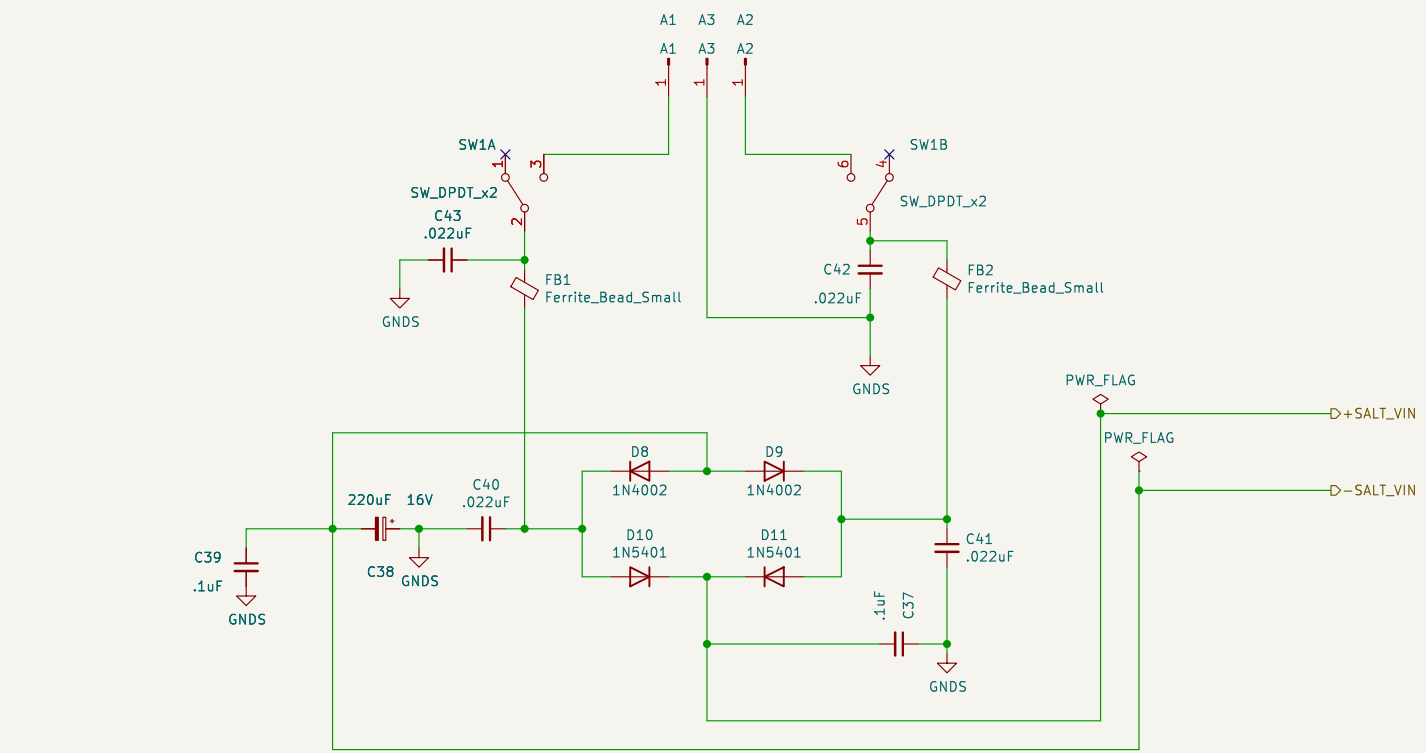 A1 A3 A2
A1 A3 A2
1 1 1
SW1A
1 3
SW_DPDT_x2
2
6 4
SW1B
SW_DPDT_x2
5
C43
.022uF
GNDS
FB1
Ferrite_Bead_Small
C42
.022uF
FB2
Ferrite_Bead_Small
GNDS
PWR_FLAG
+SALT_VIN
PWR_FLAG
-SALT_VIN
D8
1N4002
D9
1N4002
220uF 16V
+
C38
GNDS
C40
.022uF
D10
1N5401
D11
1N5401
C41
.022uF
C39
.1uF
GNDS
.1uF
C37
GNDS